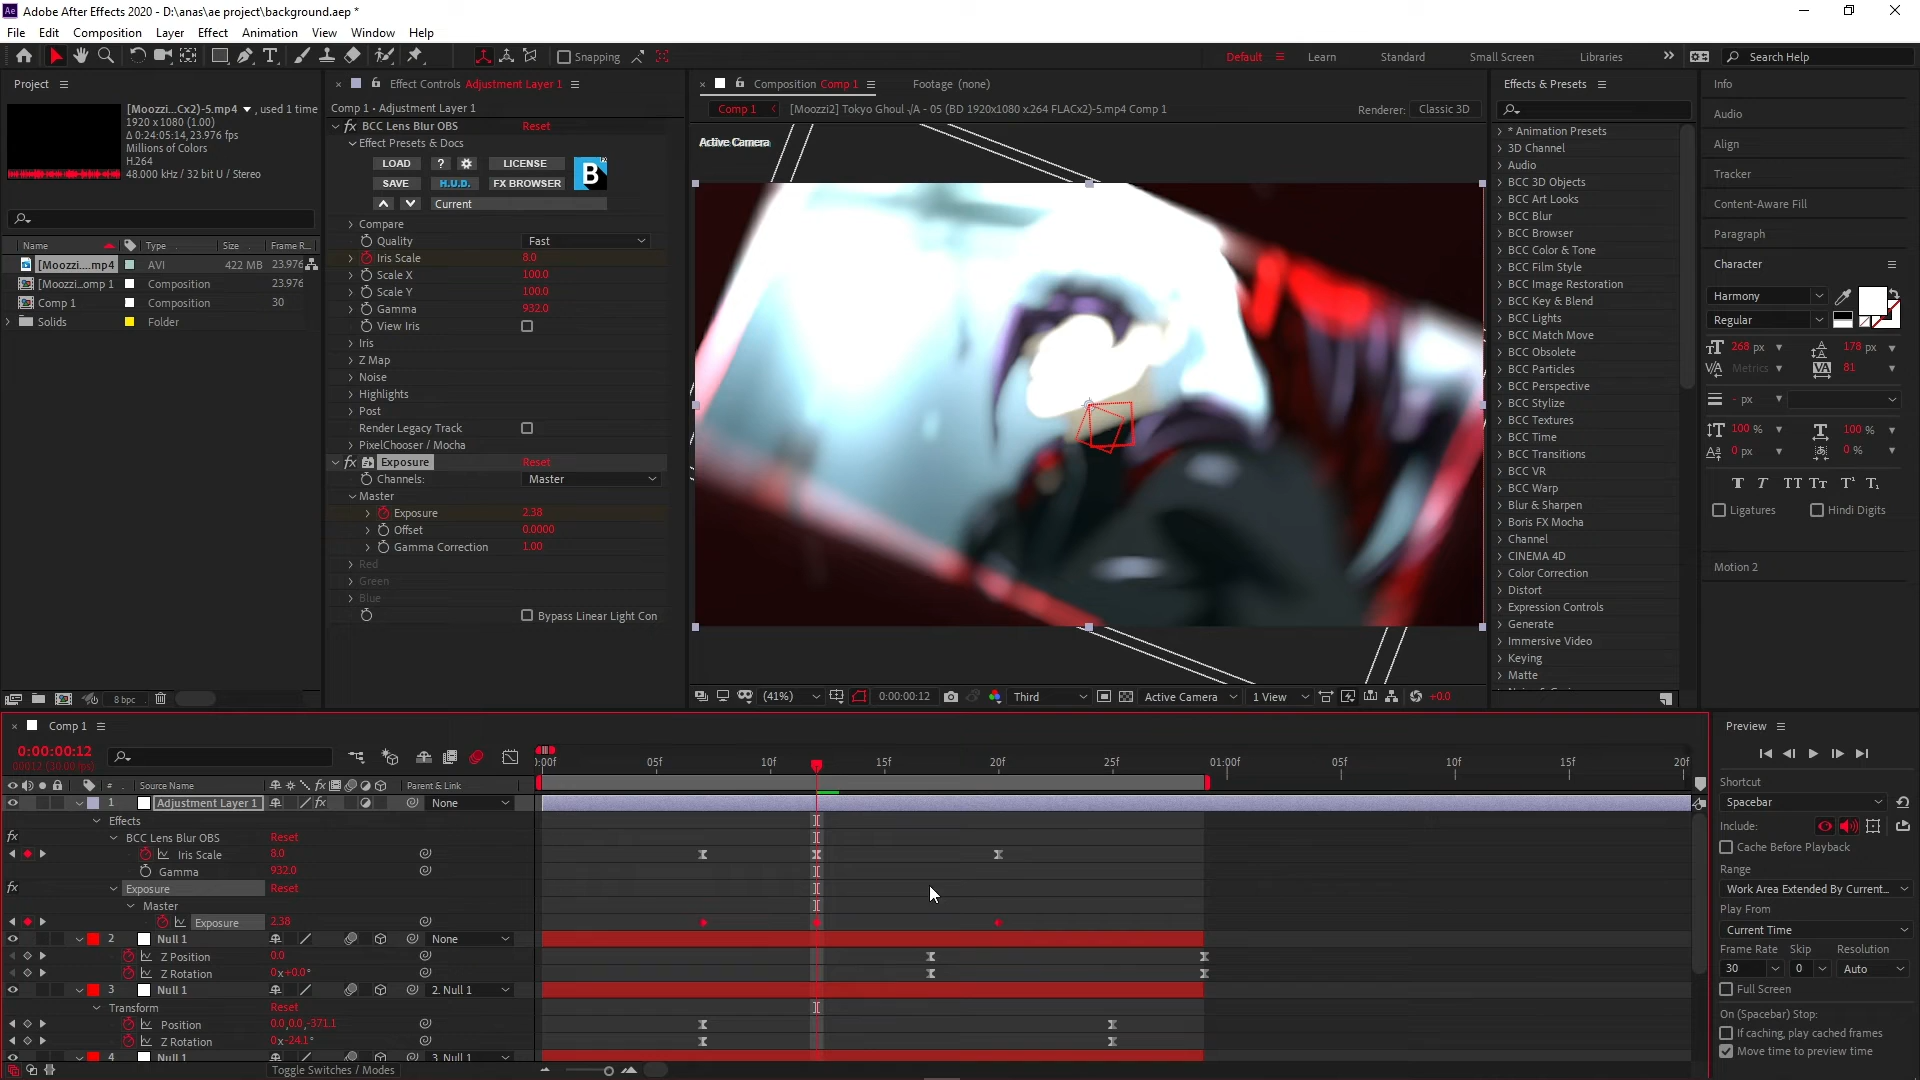 Adobe After Effects 2020 - D:\anas\ae project\background.aep *
File Edit Composition Layer Effect Animation View Window Help
Snapping
Default Learn Standard Small Screen Libraries Search Help
Project
[Moozzi...Cx2)-5.mp4 , used 1 time
1920 x 1080 (1.00)
Δ 0:24:05:14, 23.976 fps
Millions of Colors
H.264
48.000 kHz / 32 bit U / Stereo
Name Type Size Frame R...
[Moozzi....mp4 AVI 422 MB 23.976
[Moozzi...omp 1 Composition 23.976
Comp 1 Composition 30
Solids Folder
8 bpc
Effect Controls Adjustment Layer 1
Comp 1 • Adjustment Layer 1
fx BCC Lens Blur OBS Reset
Effect Presets & Docs
LOAD ? LICENSE B
SAVE H.U.D. FX BROWSER
Current
Compare
Quality Fast
Iris Scale 8.0
Scale X 100.0
Scale Y 100.0
Gamma 932.0
View Iris
Iris
Z Map
Noise
Highlights
Post
Render Legacy Track
PixelChooser / Mocha
fx Exposure Reset
Channels: Master
Master
Exposure 2.38
Offset 0.0000
Gamma Correction 1.00
Red
Green
Blue
Bypass Linear Light Con
Composition Comp 1 Footage (none)
Comp 1 [Moozzi2] Tokyo Ghoul √A - 05 (BD 1920x1080 x.264 FLACx2)-5.mp4 Comp 1 Renderer: Classic 3D
Active Camera
(41%) 0:00:00:12 Third Active Camera 1 View +0.0
Effects & Presets
* Animation Presets
3D Channel
Audio
BCC 3D Objects
BCC Art Looks
BCC Blur
BCC Browser
BCC Color & Tone
BCC Film Style
BCC Image Restoration
BCC Key & Blend
BCC Lights
BCC Match Move
BCC Obsolete
BCC Particles
BCC Perspective
BCC Stylize
BCC Textures
BCC Time
BCC Transitions
BCC VR
BCC Warp
Blur & Sharpen
Boris FX Mocha
Channel
CINEMA 4D
Color Correction
Distort
Expression Controls
Generate
Immersive Video
Keying
Matte
Info
Audio
Align
Tracker
Content-Aware Fill
Paragraph
Character
Harmony
Regular
268 px 178 px
Metrics 81
- px
100 % 100 %
0 px 0 %
T T TT Tт T¹ T₁
Ligatures Hindi Digits
Motion 2
Comp 1
0:00:00:12
00012 (30.00 fps)
):00f 05f 10f 15f 20f 25f 01:00f 05f 10f 15f 20f
# Source Name Parent & Link
1 Adjustment Layer 1 fx None
Effects
fx BCC Lens Blur OBS Reset
Iris Scale 8.0
Gamma 932.0
fx Exposure Reset
Master
Exposure 2.38
2 Null 1 None
Z Position 0.0
Z Rotation 0x+0.0°
3 Null 1 2. Null 1
Transform Reset
Position 0.0,0.0,-371.1
Z Rotation 0x-24.1°
4 Null 1 3. Null 1
Toggle Switches / Modes
Preview
Shortcut
Spacebar
Include:
Cache Before Playback
Range
Work Area Extended By Current...
Play From
Current Time
Frame Rate Skip Resolution
30 0 Auto
Full Screen
On (Spacebar) Stop:
If caching, play cached frames
Move time to preview time